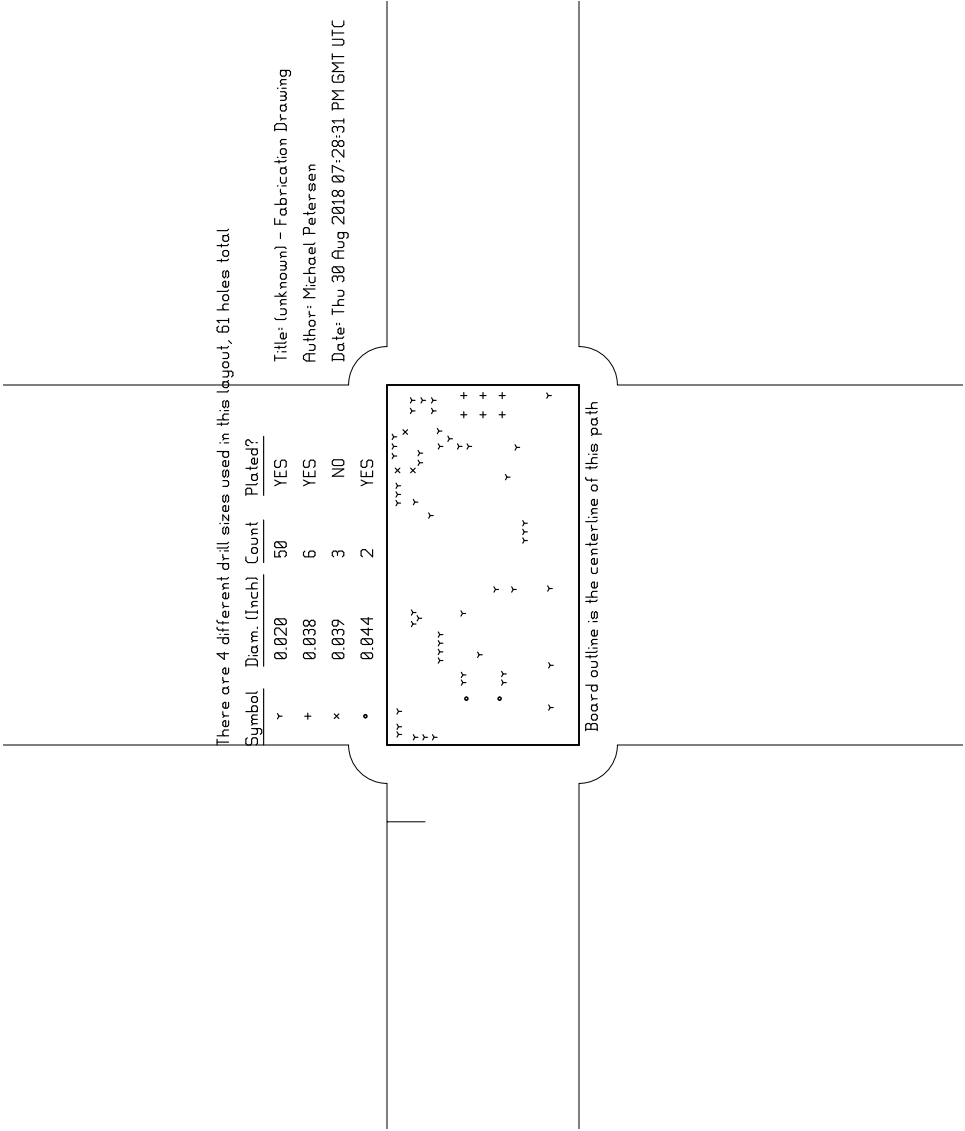 There are 4 different drill sizes used in this layout, 61 holes total
Symbol Diam. (Inch) Count Plated?
0.020 50 YES
0.038 6 YES
0.039 3 NO
0.044 2 YES
Title: (unknown) - Fabrication Drawing
Author: Michael Petersen
Date: Thu 30 Aug 2018 07:28:31 PM GMT UTC
Board outline is the centerline of this path